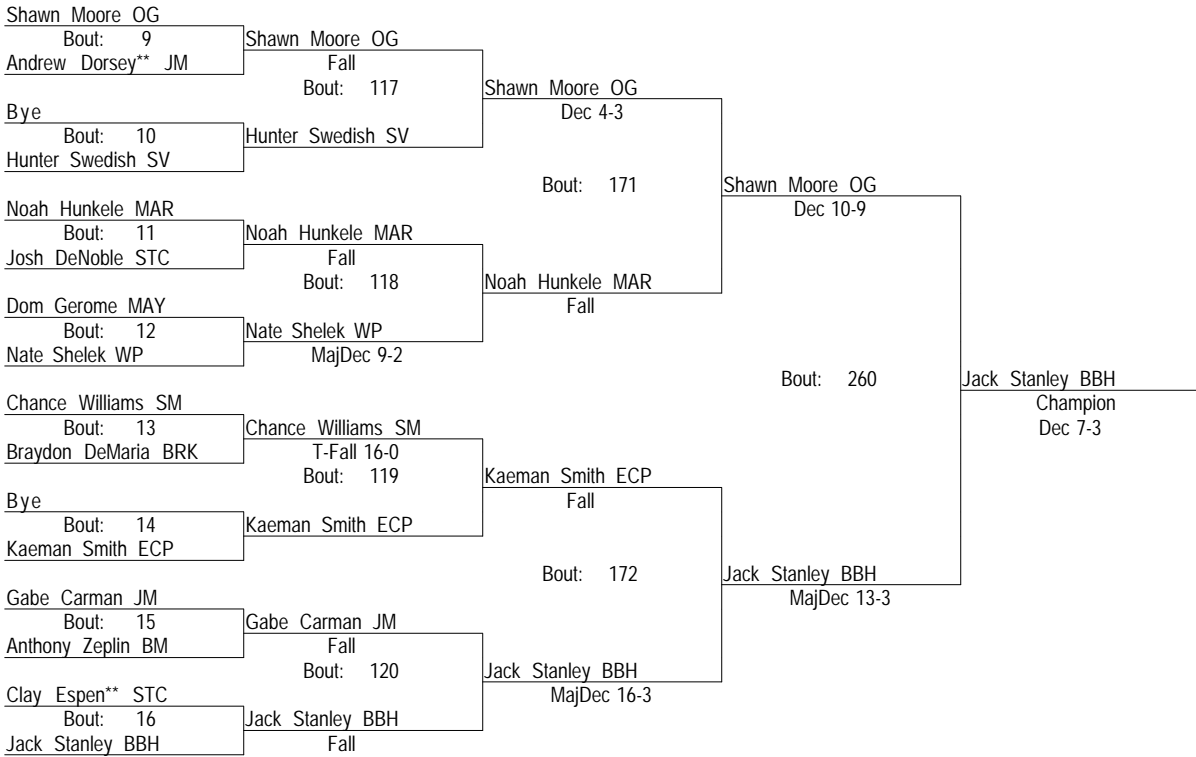 Shawn Moore OG
Bout: 9
Andrew Dorsey** JM
Bye
Bout: 10
Hunter Swedish SV
Noah Hunkele MAR
Bout: 11
Josh DeNoble STC
Dom Gerome MAY
Bout: 12
Nate Shelek WP
Chance Williams SM
Bout: 13
Braydon DeMaria BRK
Bye
Bout: 14
Kaeman Smith ECP
Gabe Carman JM
Bout: 15
Anthony Zeplin BM
Clay Espen** STC
Bout: 16
Jack Stanley BBH
Shawn Moore OG
Fall
Bout: 117
Hunter Swedish SV
Noah Hunkele MAR
Fall
Bout: 118
Nate Shelek WP
MajDec 9-2
Chance Williams SM
T-Fall 16-0
Bout: 119
Kaeman Smith ECP
Gabe Carman JM
Fall
Bout: 120
Jack Stanley BBH
Fall
Shawn Moore OG
Dec 4-3
Bout: 171
Noah Hunkele MAR
Fall
Kaeman Smith ECP
Fall
Bout: 172
Jack Stanley BBH
MajDec 16-3
Shawn Moore OG
Dec 10-9
Bout: 260
Jack Stanley BBH
MajDec 13-3
Jack Stanley BBH
Champion
Dec 7-3